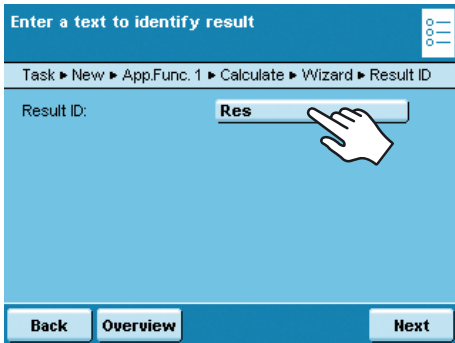 Enter a text to identify result
Task ▸ New ▸ App.Func. 1 ▸ Calculate ▸ Wizard ▸ Result ID
Result ID: Res
Back Overview Next